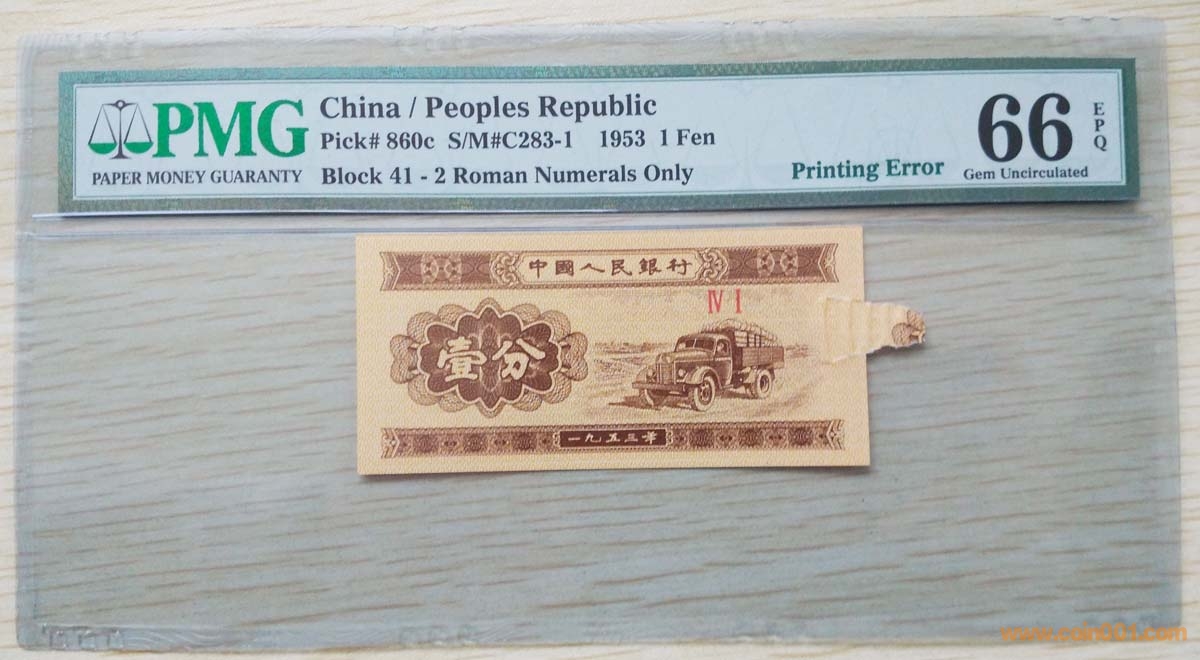 PMG
PAPER MONEY GUARANTY
China / Peoples Republic
Pick# 860c S/M#C283-1 1953 1 Fen
Block 41 - 2 Roman Numerals Only
Printing Error
66
EPQ
Gem Uncirculated
中國人民銀行
IV I
壹分
一九五三年
www.coin001.com